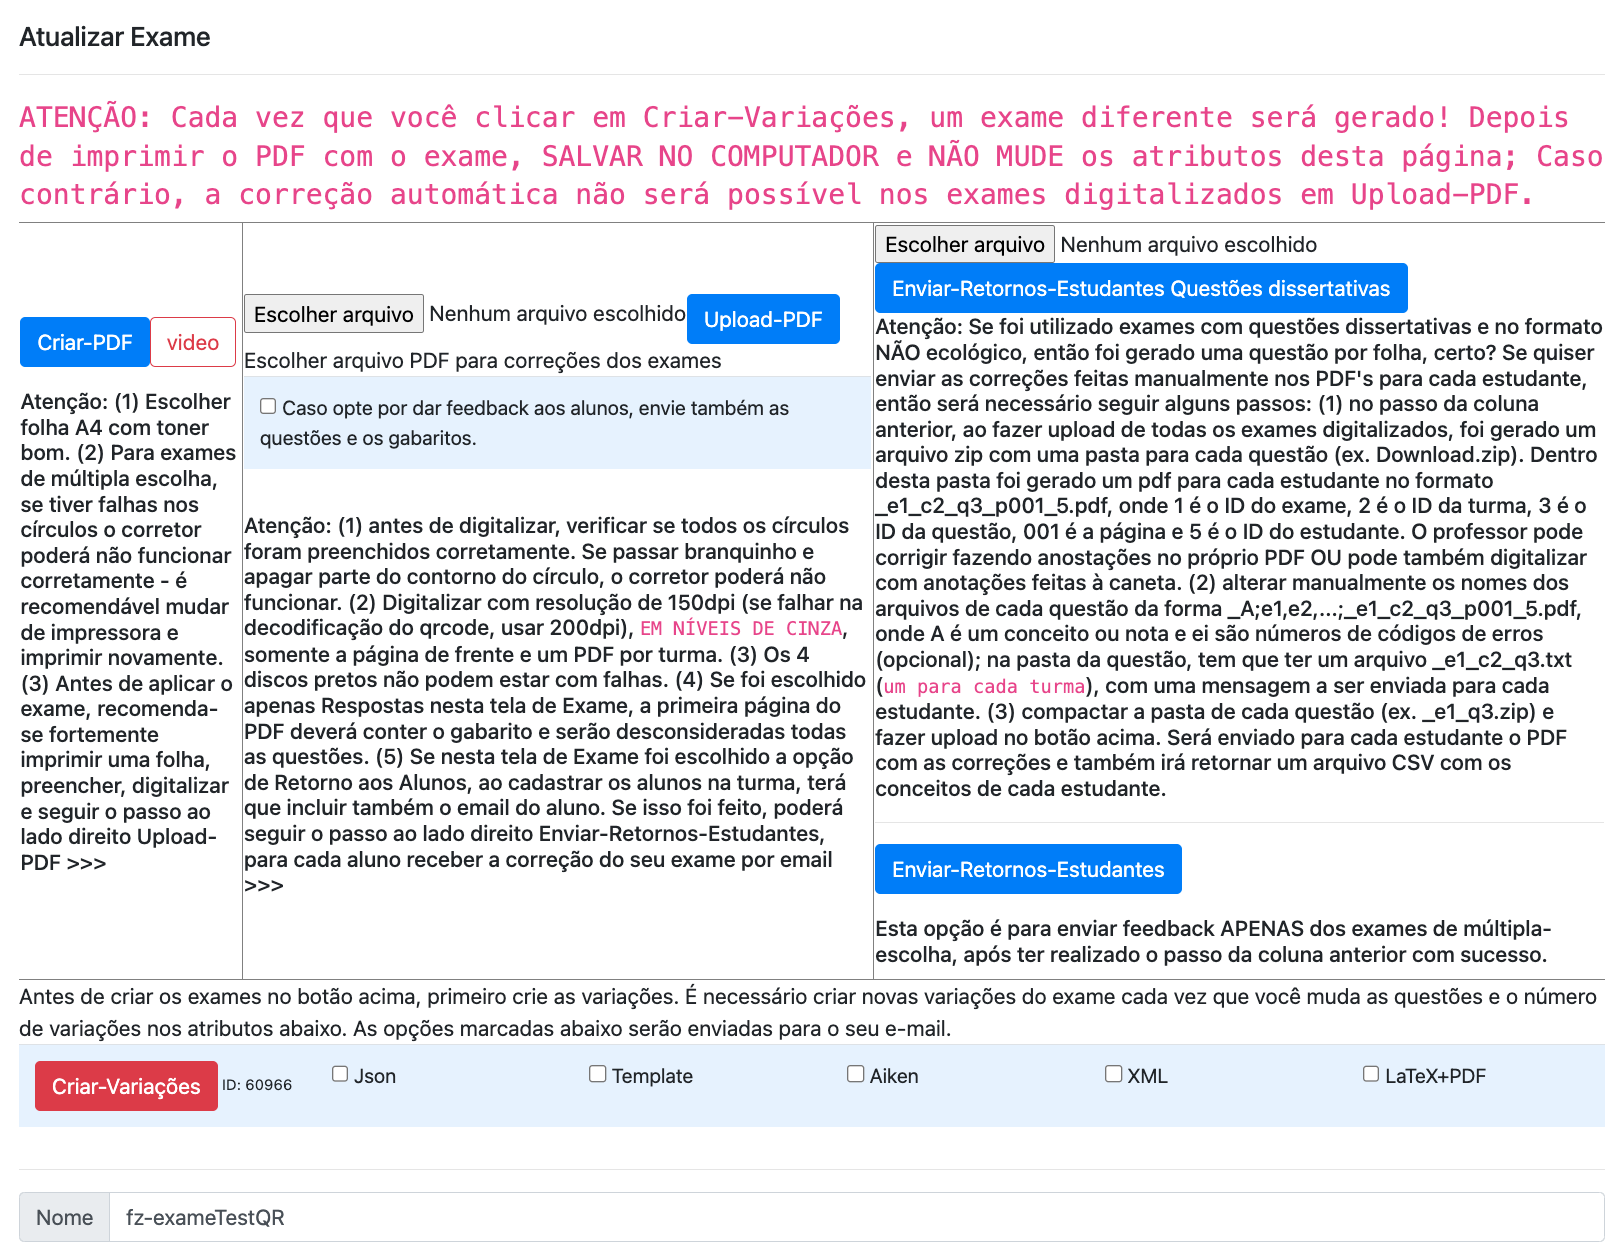 Atualizar Exame
ATENÇÃO: Cada vez que você clicar em Criar-Variações, um exame diferente será gerado! Depois
de imprimir o PDF com o exame, SALVAR NO COMPUTADOR e NÃO MUDE os atributos desta página; Caso
contrário, a correção automática não será possível nos exames digitalizados em Upload-PDF.
Criar-PDF video
Atenção: (1) Escolher
folha A4 com toner
bom. (2) Para exames
de múltipla escolha,
se tiver falhas nos
círculos o corretor
poderá não funcionar
corretamente - é
recomendável mudar
de impressora e
imprimir novamente.
(3) Antes de aplicar o
exame, recomenda-
se fortemente
imprimir uma folha,
preencher, digitalizar
e seguir o passo ao
lado direito Upload-
PDF >>>
Escolher arquivo Nenhum arquivo escolhido Upload-PDF
Escolher arquivo PDF para correções dos exames
Caso opte por dar feedback aos alunos, envie também as
questões e os gabaritos.
Atenção: (1) antes de digitalizar, verificar se todos os círculos
foram preenchidos corretamente. Se passar branquinho e
apagar parte do contorno do círculo, o corretor poderá não
funcionar. (2) Digitalizar com resolução de 150dpi (se falhar na
decodificação do qrcode, usar 200dpi), EM NÍVEIS DE CINZA,
somente a página de frente e um PDF por turma. (3) Os 4
discos pretos não podem estar com falhas. (4) Se foi escolhido
apenas Respostas nesta tela de Exame, a primeira página do
PDF deverá conter o gabarito e serão desconsideradas todas
as questões. (5) Se nesta tela de Exame foi escolhido a opção
de Retorno aos Alunos, ao cadastrar os alunos na turma, terá
que incluir também o email do aluno. Se isso foi feito, poderá
seguir o passo ao lado direito Enviar-Retornos-Estudantes,
para cada aluno receber a correção do seu exame por email
>>>
Escolher arquivo Nenhum arquivo escolhido
Enviar-Retornos-Estudantes Questões dissertativas
Atenção: Se foi utilizado exames com questões dissertativas e no formato
NÃO ecológico, então foi gerado uma questão por folha, certo? Se quiser
enviar as correções feitas manualmente nos PDF's para cada estudante,
então será necessário seguir alguns passos: (1) no passo da coluna
anterior, ao fazer upload de todas os exames digitalizados, foi gerado um
arquivo zip com uma pasta para cada questão (ex. Download.zip). Dentro
desta pasta foi gerado um pdf para cada estudante no formato
_e1_c2_q3_p001_5.pdf, onde 1 é o ID do exame, 2 é o ID da turma, 3 é o
ID da questão, 001 é a página e 5 é o ID do estudante. O professor pode
corrigir fazendo anostações no próprio PDF OU pode também digitalizar
com anotações feitas à caneta. (2) alterar manualmente os nomes dos
arquivos de cada questão da forma _A;e1,e2,...;_e1_c2_q3_p001_5.pdf,
onde A é um conceito ou nota e ei são números de códigos de erros
(opcional); na pasta da questão, tem que ter um arquivo _e1_c2_q3.txt
(um para cada turma), com uma mensagem a ser enviada para cada
estudante. (3) compactar a pasta de cada questão (ex. _e1_q3.zip) e
fazer upload no botão acima. Será enviado para cada estudante o PDF
com as correções e também irá retornar um arquivo CSV com os
conceitos de cada estudante.
Enviar-Retornos-Estudantes
Esta opção é para enviar feedback APENAS dos exames de múltipla-
escolha, após ter realizado o passo da coluna anterior com sucesso.
Antes de criar os exames no botão acima, primeiro crie as variações. É necessário criar novas variações do exame cada vez que você muda as questões e o número
de variações nos atributos abaixo. As opções marcadas abaixo serão enviadas para o seu e-mail.
Criar-Variações ID: 60966 Json Template Aiken XML LaTeX+PDF
Nome fz-exameTestQR